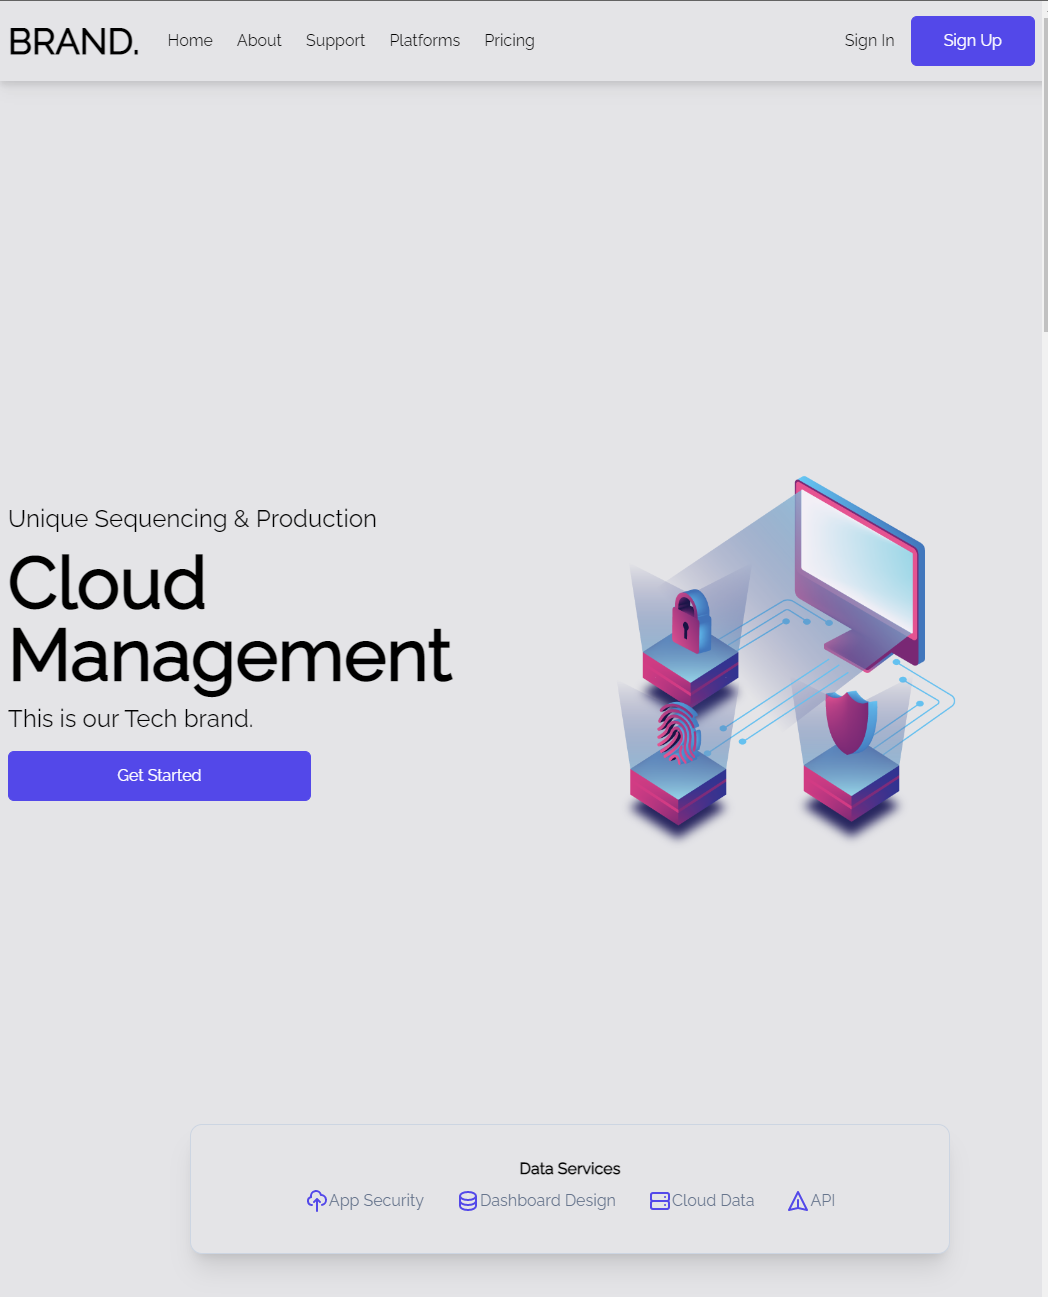 BRAND. Home About Support Platforms Pricing Sign In Sign Up
Unique Sequencing & Production
Cloud
Management
This is our Tech brand.
Get Started
Data Services
App Security Dashboard Design Cloud Data API